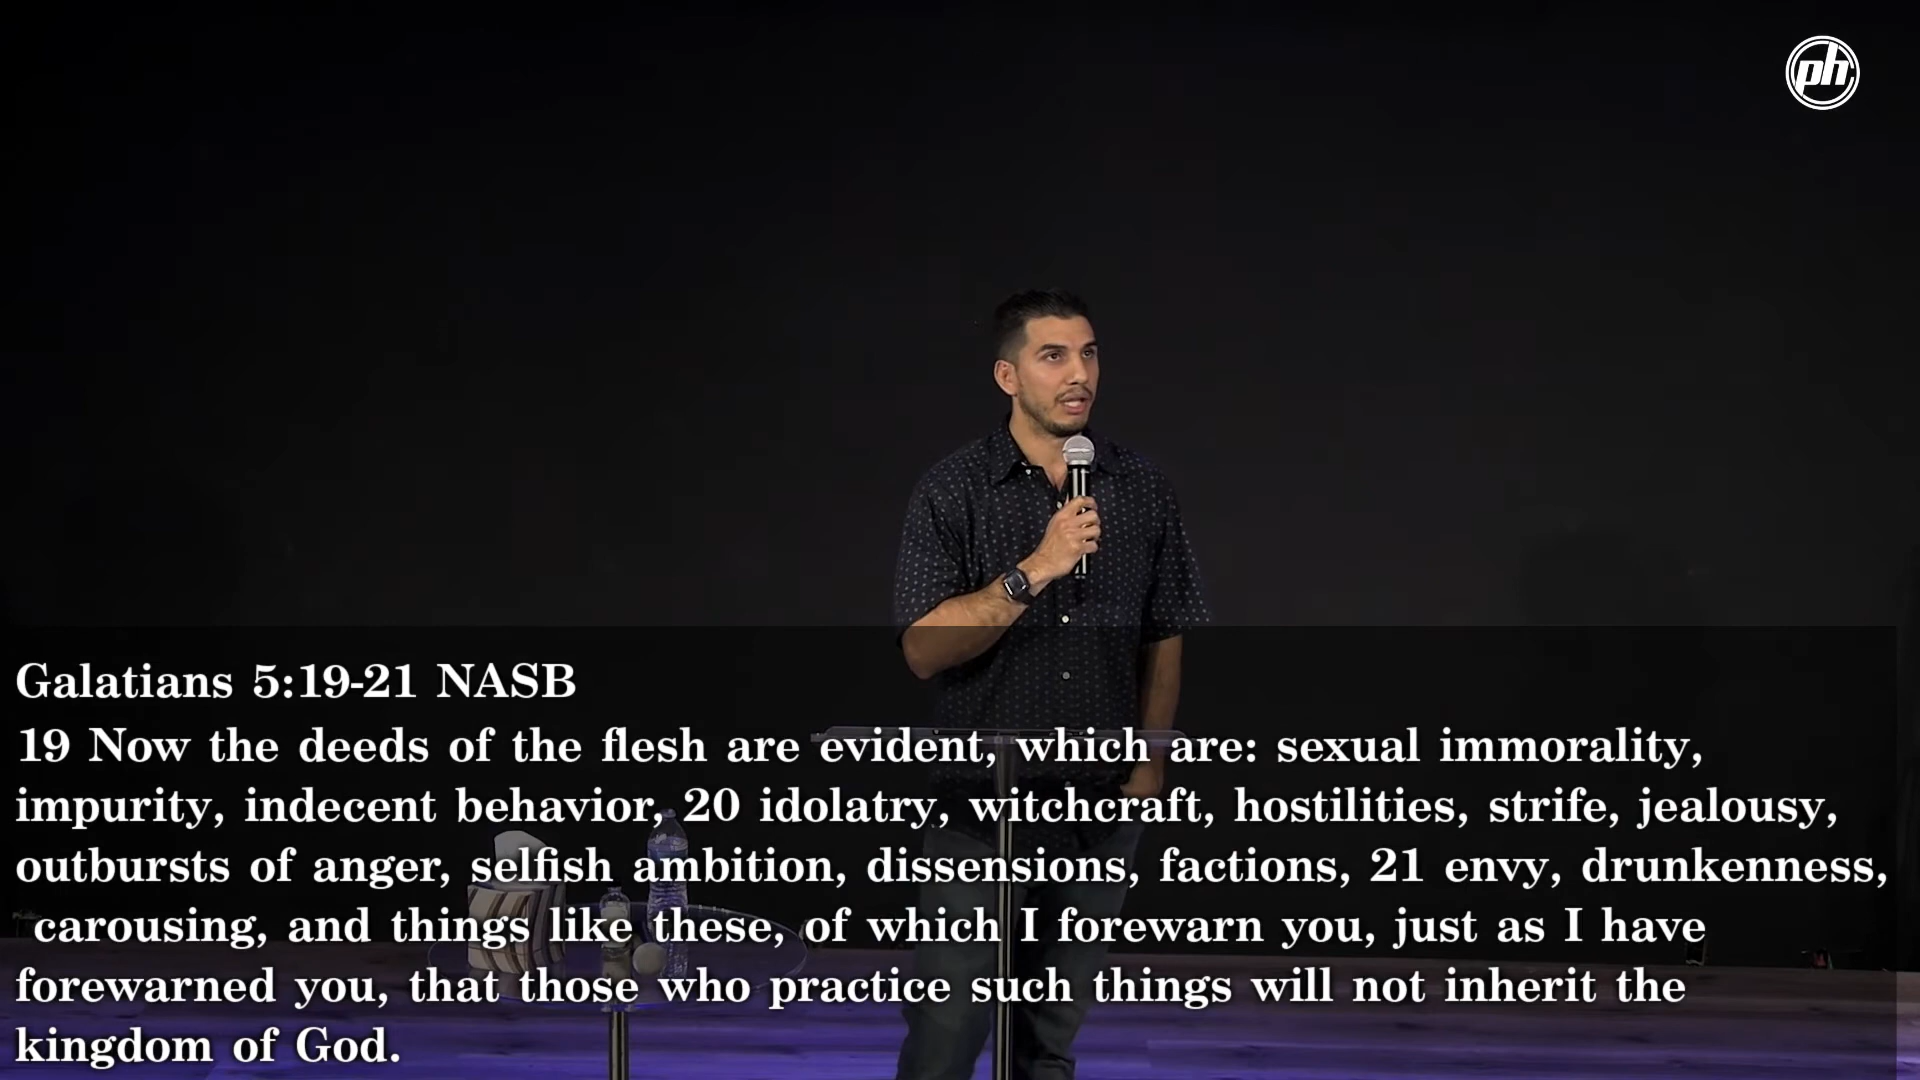 ph
Galatians 5:19-21 NASB
19 Now the deeds of the flesh are evident, which are: sexual immorality,
impurity, indecent behavior, 20 idolatry, witchcraft, hostilities, strife, jealousy,
outbursts of anger, selfish ambition, dissensions, factions, 21 envy, drunkenness,
carousing, and things like these, of which I forewarn you, just as I have
forewarned you, that those who practice such things will not inherit the
kingdom of God.